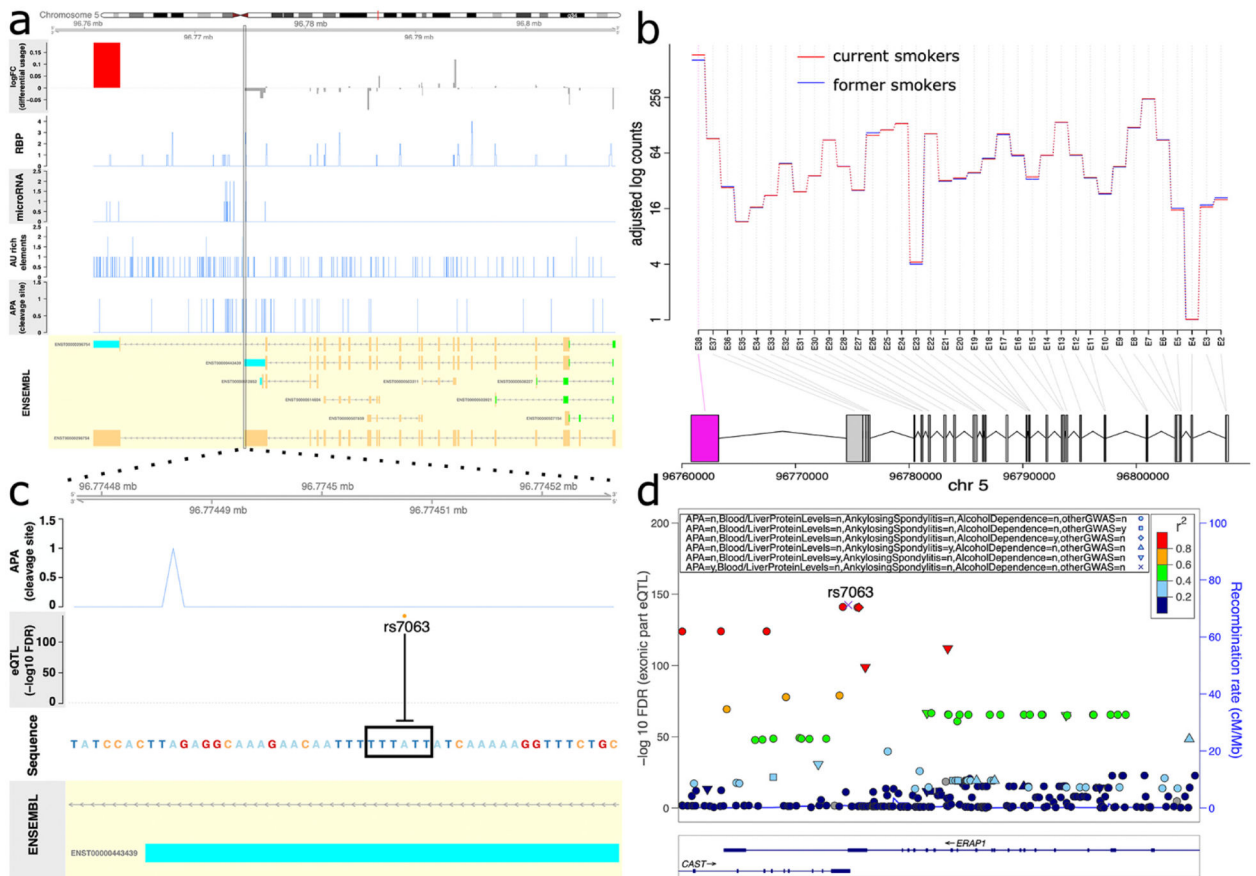 a
Chromosome 5
96.76 mb
96.78 mb
96.8 mb
96.77 mb
96.79 mb
logFC
(differential usage)
0.15
0.10
0.05
0
−0.05
RBP
4
3
2
1
0
microRNA
2.5
2
1.5
1
0.5
0
AU rich
elements
2
1.5
1
0.5
0
APA
(cleavage site)
1.5
1
0.5
0
ENSEMBL
b
current smokers
former smokers
adjusted log counts
256
64
16
4
1
E38
E37
E36
E35
E34
E33
E32
E31
E30
E29
E28
E27
E26
E25
E24
E23
E22
E21
E20
E19
E18
E17
E16
E15
E14
E13
E12
E11
E10
E9
E8
E7
E6
E5
E4
E3
E2
96760000
96770000
96780000
96790000
96800000
chr 5
c
96.77448 mb
96.7745 mb
96.77452 mb
96.77449 mb
96.77451 mb
APA
(cleavage site)
1.5
1
0.5
0
eQTL
(−log10 FDR)
100
50
0
rs7063
Sequence
TATCCACTTAGAGGCAAAGAACAATTTTTTATTATCAAAAAGGTTTCTGC
ENSEMBL
ENST00000443439
d
APA=n,Blood/LiverProteinLevels=n,AnkylosingSpondylitis=n,AlcoholDependence=n,otherGWAS=n
APA=n,Blood/LiverProteinLevels=n,AnkylosingSpondylitis=n,AlcoholDependence=n,otherGWAS=y
APA=n,Blood/LiverProteinLevels=n,AnkylosingSpondylitis=n,AlcoholDependence=y,otherGWAS=n
APA=n,Blood/LiverProteinLevels=n,AnkylosingSpondylitis=y,AlcoholDependence=n,otherGWAS=n
APA=n,Blood/LiverProteinLevels=y,AnkylosingSpondylitis=n,AlcoholDependence=n,otherGWAS=n
APA=y,Blood/LiverProteinLevels=n,AnkylosingSpondylitis=n,AlcoholDependence=n,otherGWAS=n
r2
0.8
0.6
0.4
0.2
rs7063
−log 10 FDR (exonic part eQTL)
200
150
100
50
0
Recombination rate (cM/Mb)
100
80
60
40
20
0
ERAP1
CAST